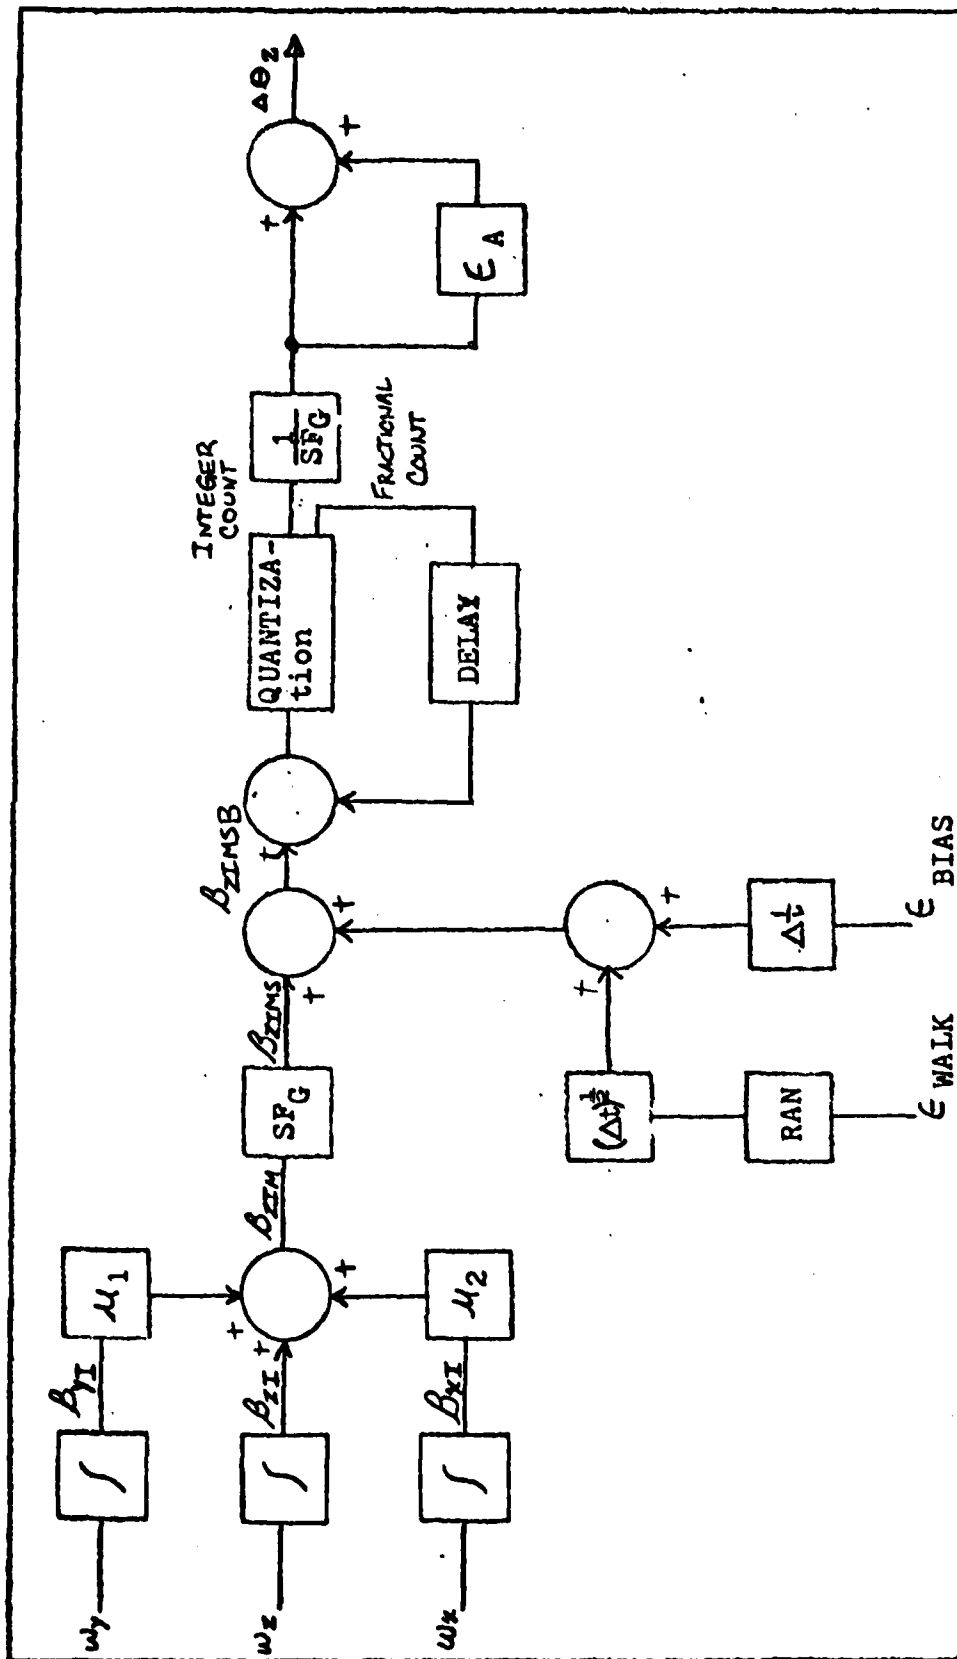 ω_y
∫
β_YI
μ_1
+
ω_z
∫
β_ZI
+
β_ZIM
SF_G
β_ZIMS
+
β_ZIMSB
+
QUANTIZA-
tion
INTEGER
COUNT
1/SF_G
+
Δθ_z
ω_x
∫
β_XI
μ_2
+
+
DELAY
FRACTIONAL
COUNT
ϵ_A
+
(Δt)^½
+
+
RAN
Δt
ϵ_WALK
ϵ_BIAS